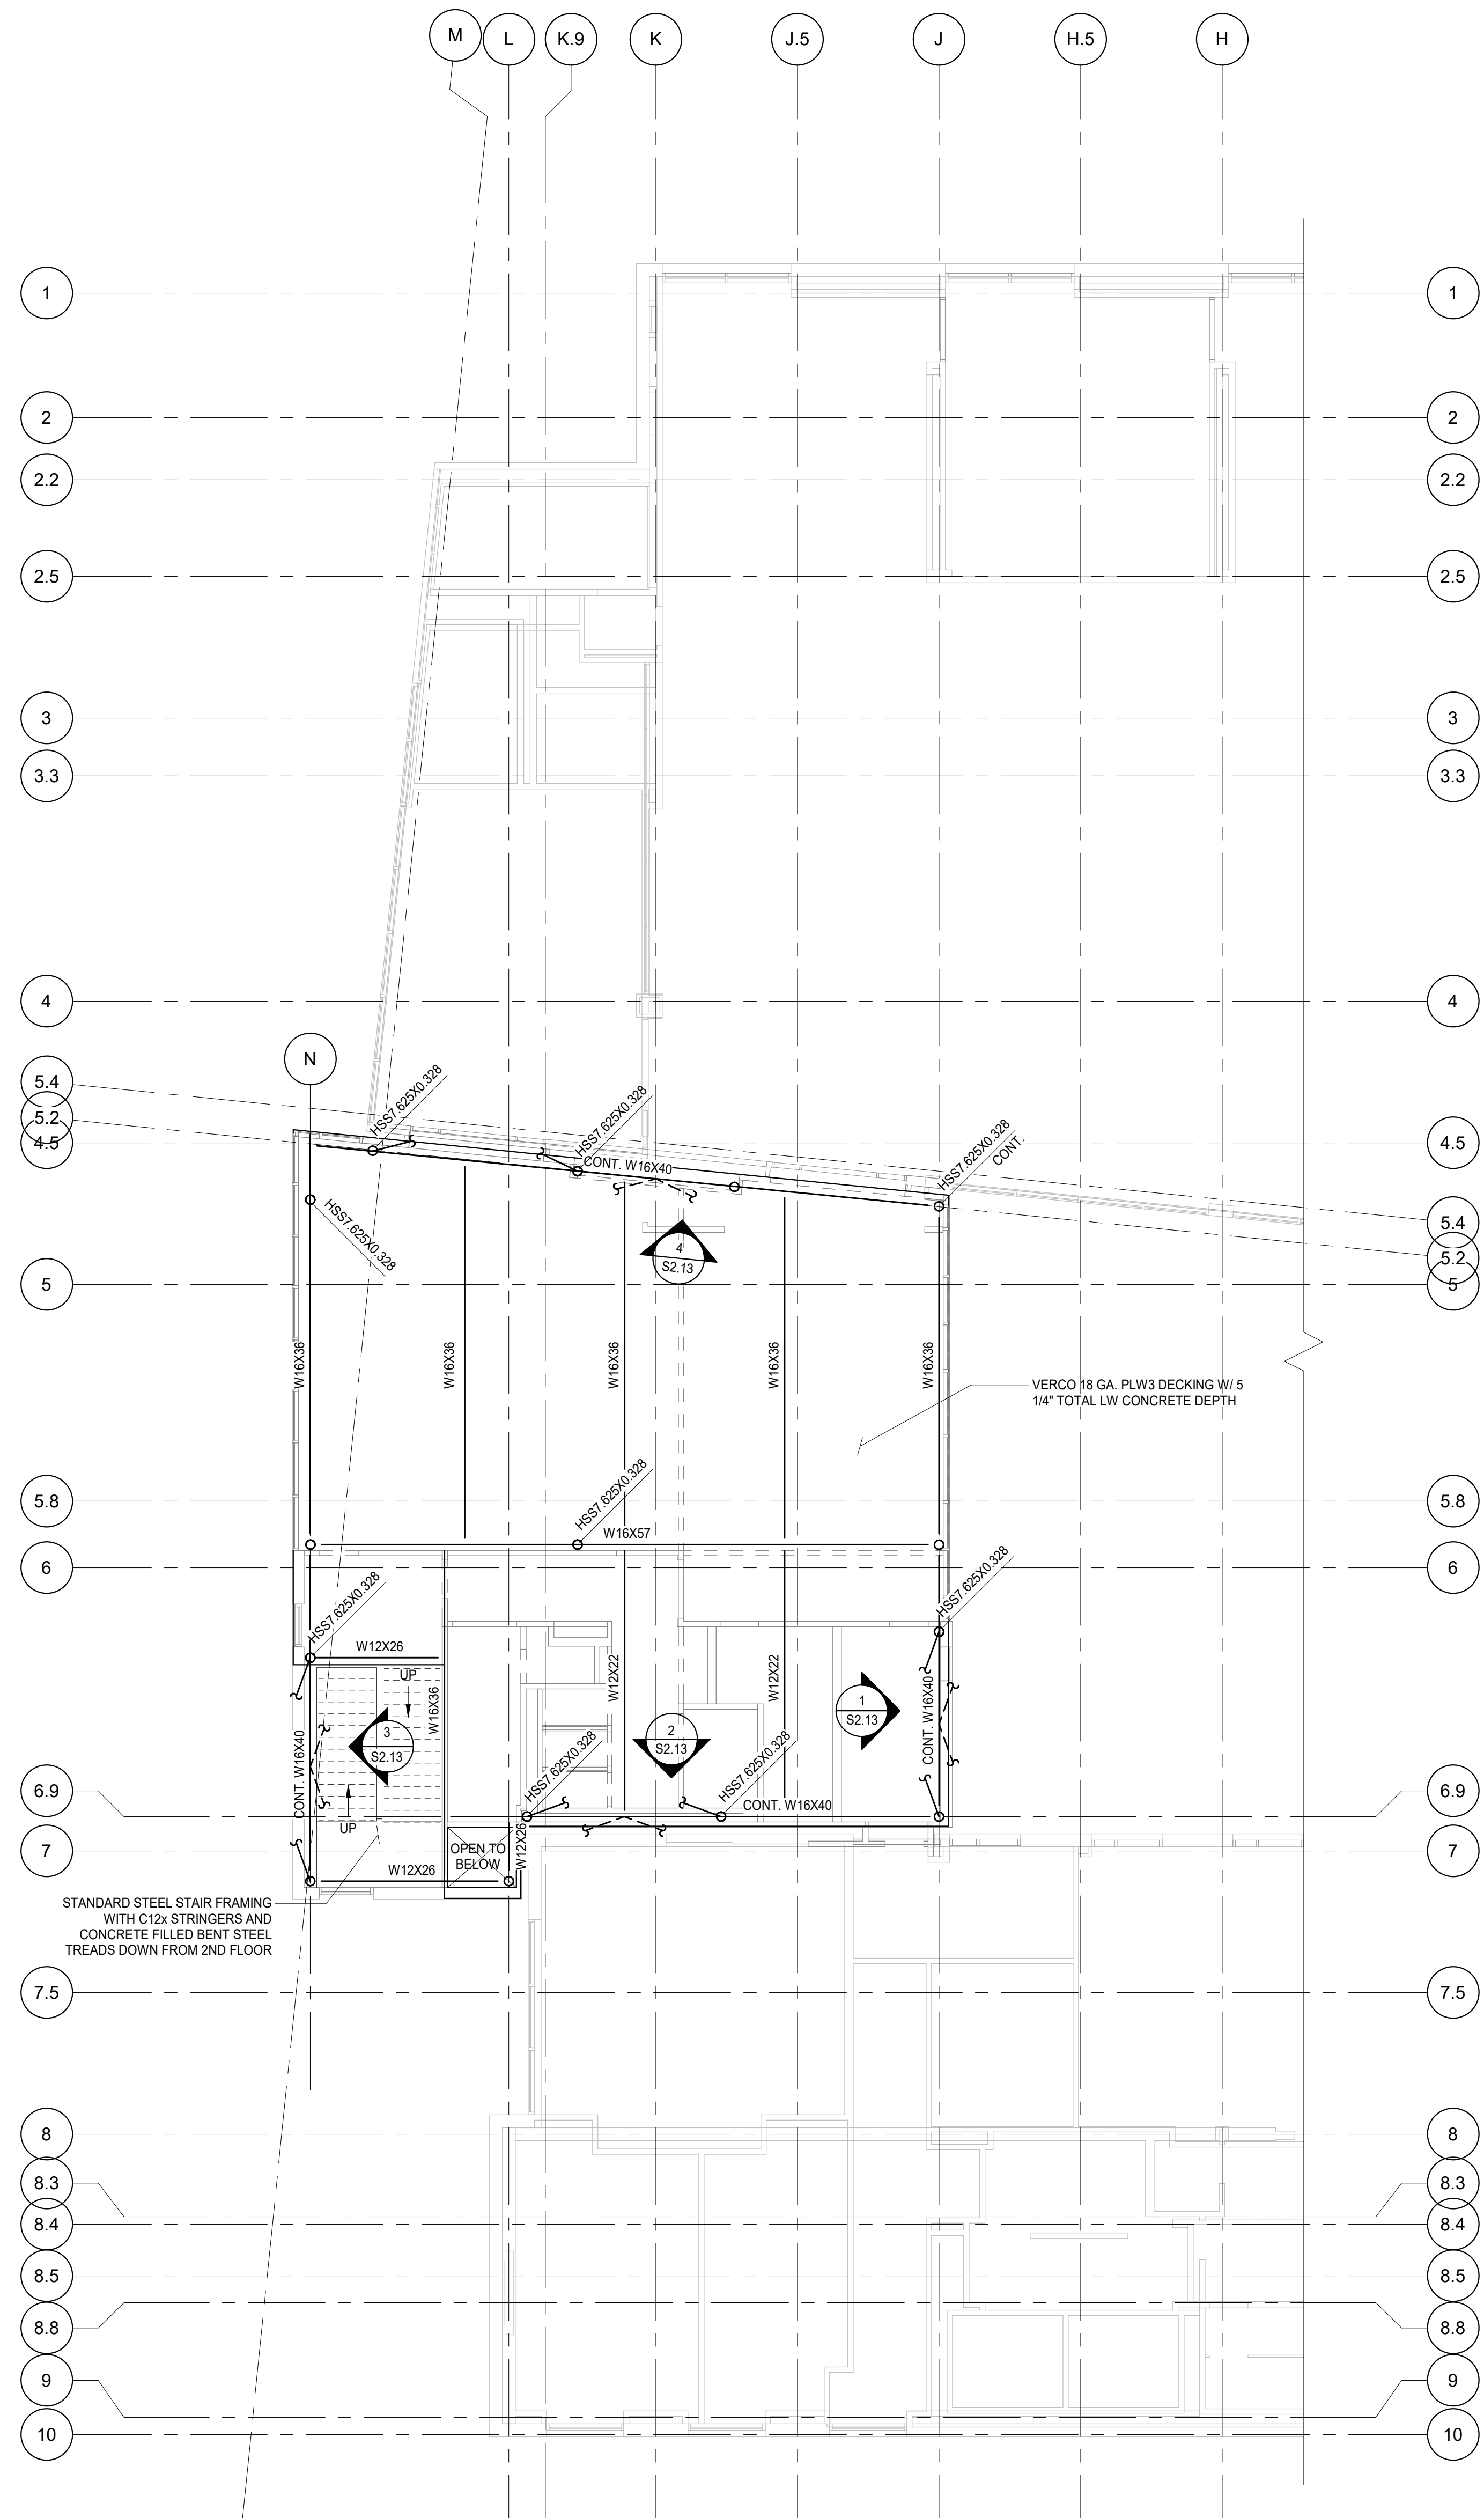 M
L
K.9
K
J.5
J
H.5
H
1
1
2
2
2.2
2.2
2.5
2.5
3
3
3.3
3.3
4
4
N
5.4
5.2
4.5
4.5
5.4
5.2
5
5
HSS7.625X0.328
HSS7.625X0.328
HSS7.625X0.328
CONT.
CONT. W16X40
HSS7.625X0.328
4
S2.13
W16X36
W16X36
W16X36
W16X36
W16X36
VERCO 18 GA. PLW3 DECKING W/ 5
1/4" TOTAL LW CONCRETE DEPTH
5.8
5.8
HSS7.625X0.328
W16X57
6
6
HSS7.625X0.328
HSS7.625X0.328
W12X26
UP
W16X36
W12X22
W12X22
1
S2.13
CONT. W16X40
2
S2.13
3
S2.13
CONT. W16X40
UP
HSS7.625X0.328
HSS7.625X0.328
CONT. W16X40
6.9
6.9
7
7
W12X26
OPEN TO
BELOW
W12X26
STANDARD STEEL STAIR FRAMING
WITH C12x STRINGERS AND
CONCRETE FILLED BENT STEEL
TREADS DOWN FROM 2ND FLOOR
7.5
7.5
8
8
8.3
8.3
8.4
8.4
8.5
8.5
8.8
8.8
9
9
10
10